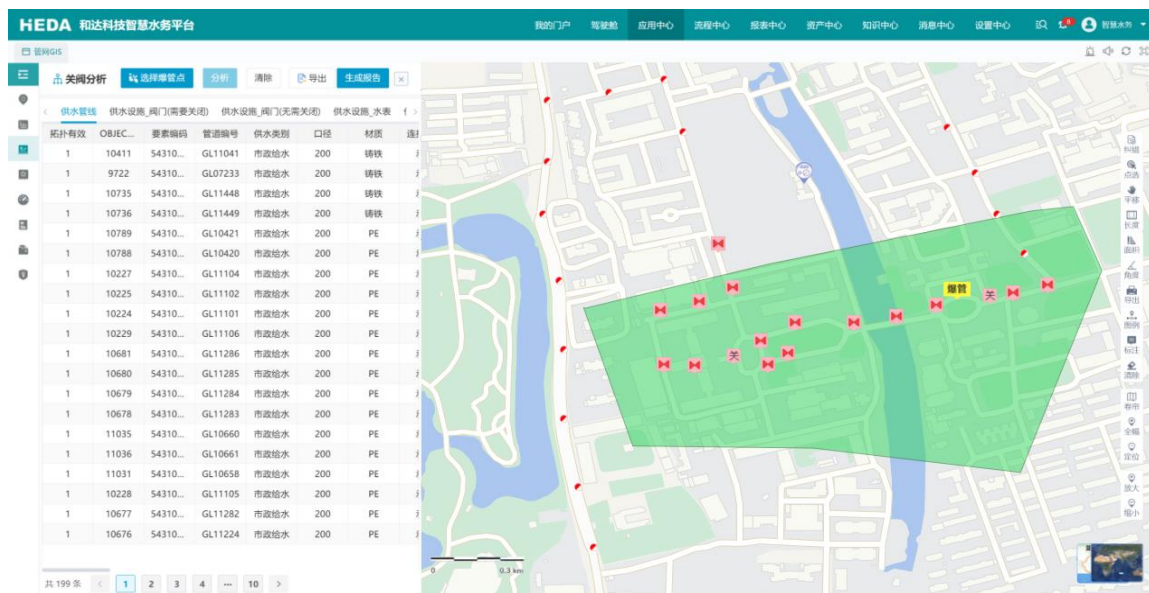 HEDA 和达科技智慧水务平台
我的门户 驾驶舱 应用中心 流程中心 报表中心 资产中心 知识中心 消息中心 设置中心
管网GIS
关阀分析 选择爆管点 分析 清除 导出 生成报告
供水管线 供水设施_阀门(需要关闭) 供水设施_阀门(无需关闭) 供水设施_水表
拓扑有效 OBJEC... 要素编码 管道编号 供水类别 口径 材质
1 10411 54310... GL11041 市政给水 200 铸铁
1 9722 54310... GL07233 市政给水 200 铸铁
1 10735 54310... GL11448 市政给水 200 铸铁
1 10736 54310... GL11449 市政给水 200 铸铁
1 10789 54310... GL10421 市政给水 200 PE
1 10788 54310... GL10420 市政给水 200 PE
1 10227 54310... GL11104 市政给水 200 PE
1 10225 54310... GL11102 市政给水 200 PE
1 10224 54310... GL11101 市政给水 200 PE
1 10229 54310... GL11106 市政给水 200 PE
1 10681 54310... GL11286 市政给水 200 PE
1 10680 54310... GL11285 市政给水 200 PE
1 10679 54310... GL11284 市政给水 200 PE
1 10678 54310... GL11283 市政给水 200 PE
1 11035 54310... GL10660 市政给水 200 PE
1 11036 54310... GL10661 市政给水 200 PE
1 11031 54310... GL10658 市政给水 200 PE
1 10228 54310... GL11105 市政给水 200 PE
1 10677 54310... GL11282 市政给水 200 PE
1 10676 54310... GL11224 市政给水 200 PE
共 199 条 1 2 3 4 ... 10
爆管
关
关
0 0.3 km
纠错
点选
平移
长度
面积
角度
导出
图例
标注
清除
卷帘
全幅
定位
放大
缩小